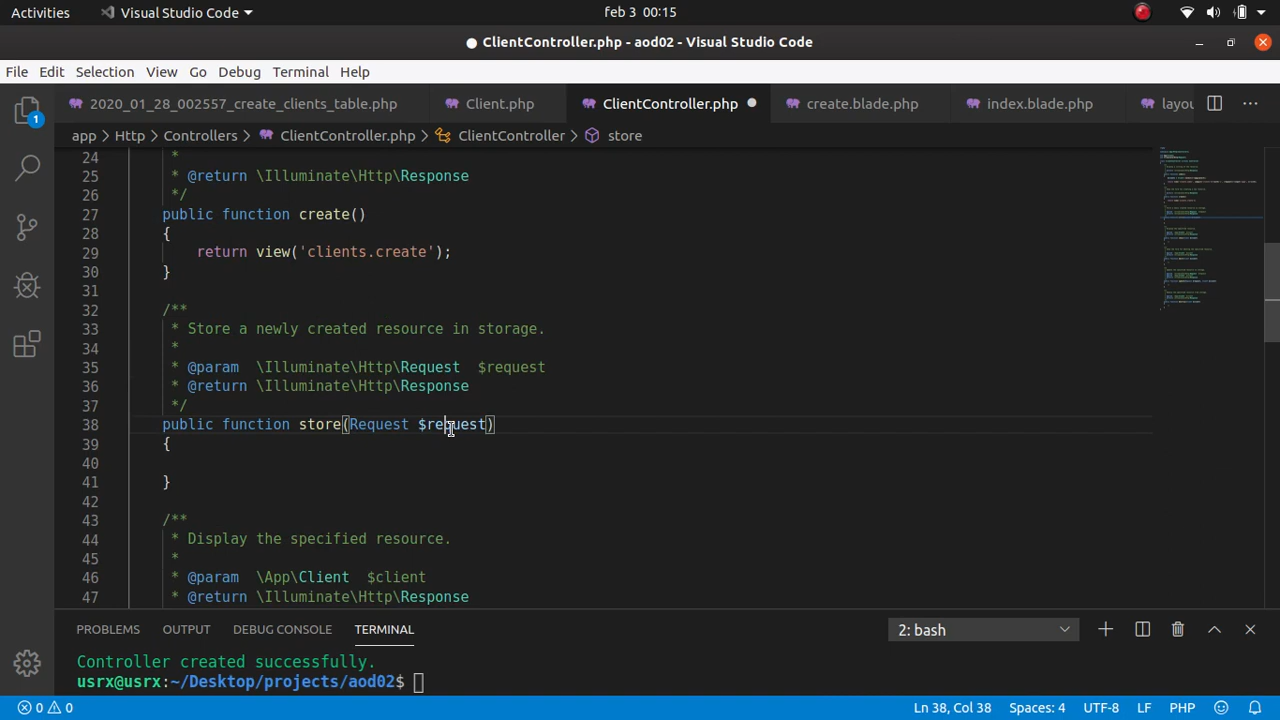 Activities Visual Studio Code feb 3 00:15
ClientController.php - aod02 - Visual Studio Code
File Edit Selection View Go Debug Terminal Help
2020_01_28_002557_create_clients_table.php Client.php ClientController.php create.blade.php index.blade.php layou
app > Http > Controllers > ClientController.php > ClientController > store
24 *
25 * @return \Illuminate\Http\Response
26 */
27 public function create()
28 {
29 return view('clients.create');
30 }
31
32 /**
33 * Store a newly created resource in storage.
34 *
35 * @param \Illuminate\Http\Request $request
36 * @return \Illuminate\Http\Response
37 */
38 public function store(Request $request)
39 {
40
41 }
42
43 /**
44 * Display the specified resource.
45 *
46 * @param \App\Client $client
47 * @return \Illuminate\Http\Response
1
PROBLEMS OUTPUT DEBUG CONSOLE TERMINAL 2: bash
Controller created successfully.
usrx@usrx:~/Desktop/projects/aod02$
0 0 Ln 38, Col 38 Spaces: 4 UTF-8 LF PHP